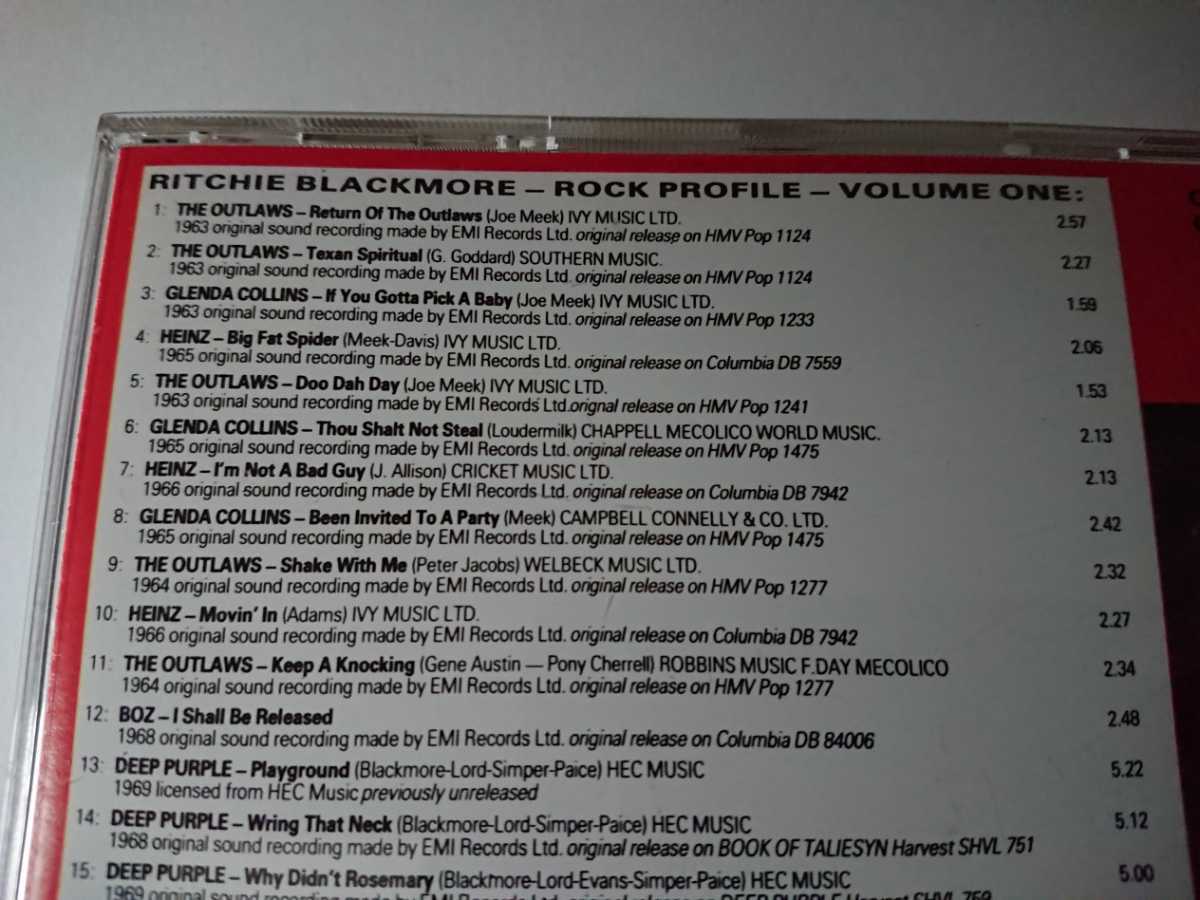 RITCHIE BLACKMORE – ROCK PROFILE – VOLUME ONE:
1: THE OUTLAWS – Return Of The Outlaws (Joe Meek) IVY MUSIC LTD. 2.57
1963 original sound recording made by EMI Records Ltd. original release on HMV Pop 1124
2: THE OUTLAWS – Texan Spiritual (G. Goddard) SOUTHERN MUSIC. 2.27
1963 original sound recording made by EMI Records Ltd. original release on HMV Pop 1124
3: GLENDA COLLINS – If You Gotta Pick A Baby (Joe Meek) IVY MUSIC LTD. 1.59
1963 original sound recording made by EMI Records Ltd. original release on HMV Pop 1233
4: HEINZ – Big Fat Spider (Meek-Davis) IVY MUSIC LTD. 2.06
1965 original sound recording made by EMI Records Ltd. original release on Columbia DB 7559
5: THE OUTLAWS – Doo Dah Day (Joe Meek) IVY MUSIC LTD. 1.53
1963 original sound recording made by EMI Records Ltd.orignal release on HMV Pop 1241
6: GLENDA COLLINS – Thou Shalt Not Steal (Loudermilk) CHAPPELL MECOLICO WORLD MUSIC. 2.13
1965 original sound recording made by EMI Records Ltd. original release on HMV Pop 1475
7: HEINZ – I'm Not A Bad Guy (J. Allison) CRICKET MUSIC LTD. 2.13
1966 original sound recording made by EMI Records Ltd. original release on Columbia DB 7942
8: GLENDA COLLINS – Been Invited To A Party (Meek) CAMPBELL CONNELLY & CO. LTD. 2.42
1965 original sound recording made by EMI Records Ltd. original release on HMV Pop 1475
9: THE OUTLAWS – Shake With Me (Peter Jacobs) WELBECK MUSIC LTD. 2.32
1964 original sound recording made by EMI Records Ltd. original release on HMV Pop 1277
10: HEINZ – Movin' In (Adams) IVY MUSIC LTD. 2.27
1966 original sound recording made by EMI Records Ltd. original release on Columbia DB 7942
11: THE OUTLAWS – Keep A Knocking (Gene Austin — Pony Cherrell) ROBBINS MUSIC F.DAY MECOLICO 2.34
1964 original sound recording made by EMI Records Ltd. original release on HMV Pop 1277
12: BOZ – I Shall Be Released 2.48
1968 original sound recording made by EMI Records Ltd. original release on Columbia DB 84006
13: DEEP PURPLE – Playground (Blackmore-Lord-Simper-Paice) HEC MUSIC 5.22
1969 licensed from HEC Music previously unreleased
14: DEEP PURPLE – Wring That Neck (Blackmore-Lord-Simper-Paice) HEC MUSIC 5.12
1968 original sound recording made by EMI Records Ltd. original release on BOOK OF TALIESYN Harvest SHVL 751
15: DEEP PURPLE – Why Didn't Rosemary (Blackmore-Lord-Evans-Simper-Paice) HEC MUSIC 5.00
1969 original sound recording made by EMI Records Ltd. original release on DEEP PURPLE Harvest SHVL 759